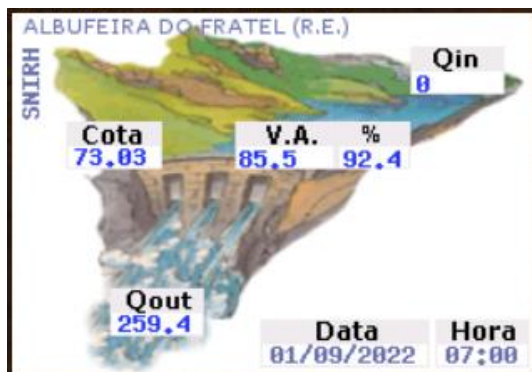 ALBUFEIRA DO FRATEL (R.E.)
SNIRH
Qin
0
Cota
73.03
V.A. %
85.5 92.4
Qout
259.4
Data Hora
01/09/2022 07:00